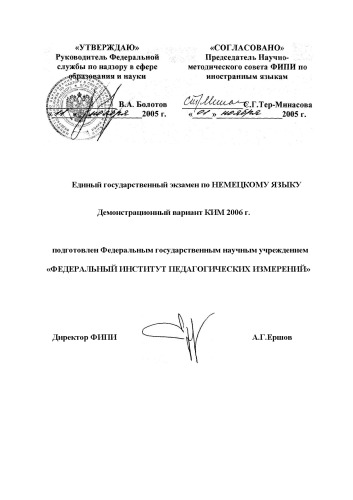 «УТВЕРЖДАЮ»
Руководитель Федеральной
службы по надзору в сфере
образования и науки
В.А. Болотов
ноября 2005 г.
«СОГЛАСОВАНО»
Председатель Научно-
методического совета ФИПИ по
иностранным языкам
С.Г.Тер-Минасова
«01» ноября 2005 г.
Единый государственный экзамен по НЕМЕЦКОМУ ЯЗЫКУ
Демонстрационный вариант КИМ 2006 г.
подготовлен Федеральным государственным научным учреждением
«ФЕДЕРАЛЬНЫЙ ИНСТИТУТ ПЕДАГОГИЧЕСКИХ ИЗМЕРЕНИЙ»
Директор ФИПИ А.Г.Ершов